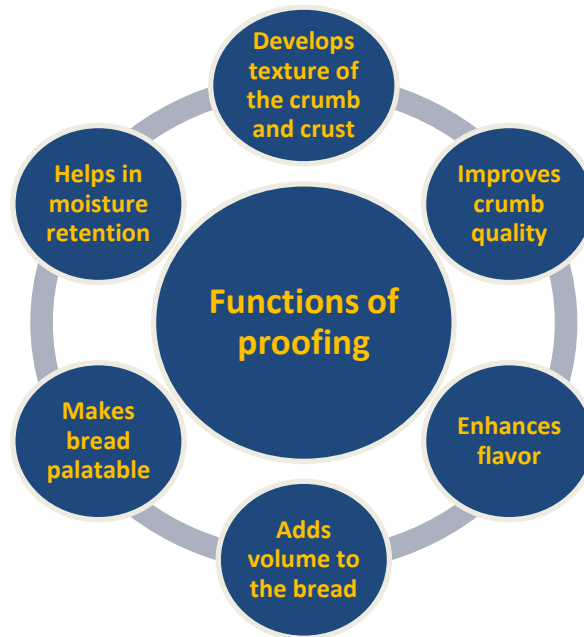 Develops
texture of
the crumb
and crust
Improves
crumb
quality
Enhances
flavor
Adds
volume to
the bread
Makes
bread
palatable
Helps in
moisture
retention
Functions of
proofing